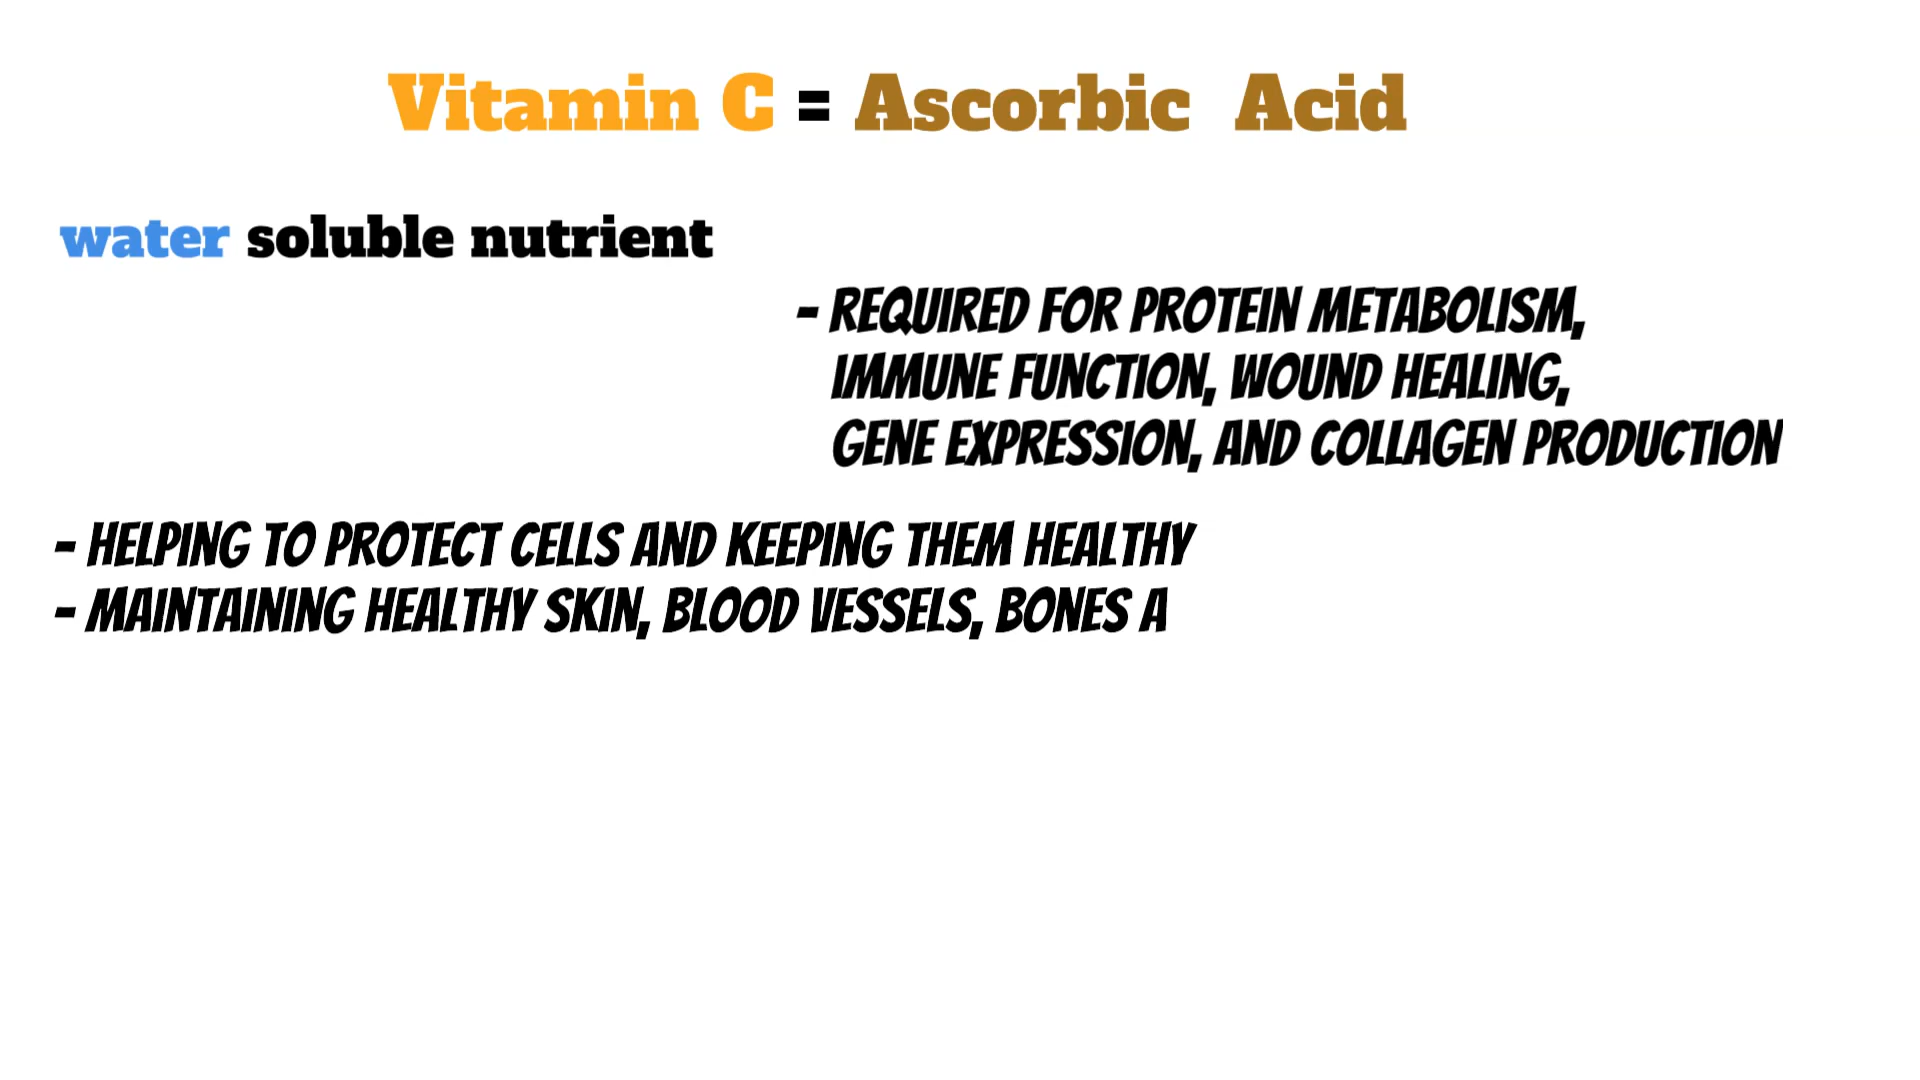 Vitamin C = Ascorbic Acid
water soluble nutrient
- REQUIRED FOR PROTEIN METABOLISM,
IMMUNE FUNCTION, WOUND HEALING,
GENE EXPRESSION, AND COLLAGEN PRODUCTION
- HELPING TO PROTECT CELLS AND KEEPING THEM HEALTHY
- MAINTAINING HEALTHY SKIN, BLOOD VESSELS, BONES A